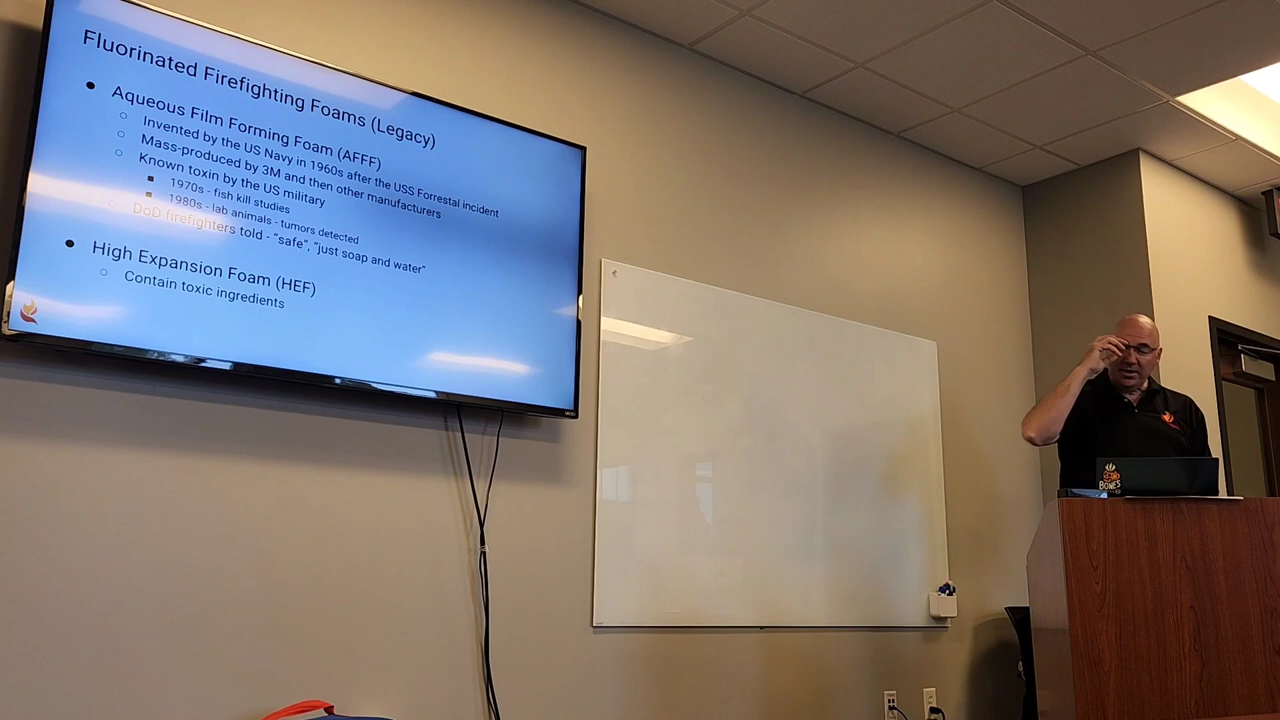 Fluorinated Firefighting Foams (Legacy)
● Aqueous Film Forming Foam (AFFF)
○ Invented by the US Navy in 1960s after the USS Forrestal incident
○ Mass-produced by 3M and then other manufacturers
○ Known toxin by the US military
■ 1970s - fish kill studies
■ 1980s - lab animals - tumors detected
○ DoD firefighters told - "safe", "just soap and water"
● High Expansion Foam (HEF)
○ Contain toxic ingredients
BONES